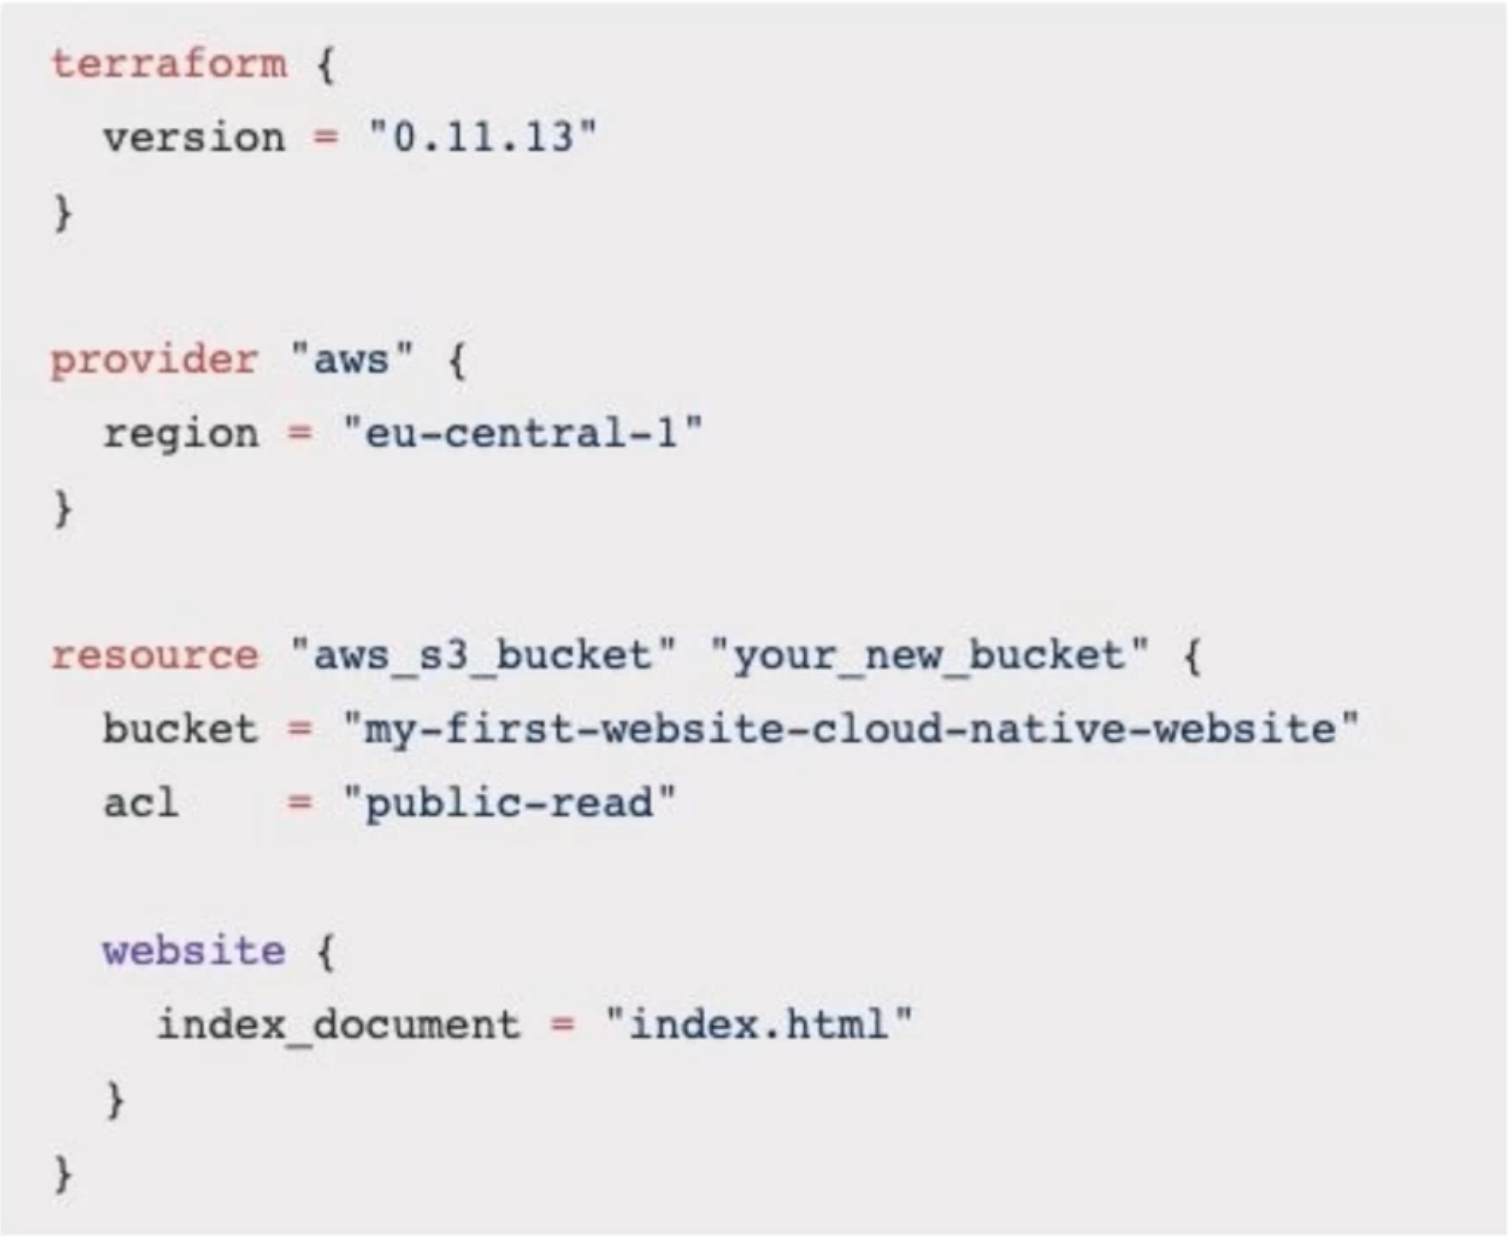 terraform {
  version = "0.11.13"
}
provider "aws" {
  region = "eu-central-1"
}
resource "aws_s3_bucket" "your_new_bucket" {
  bucket = "my-first-website-cloud-native-website"
  acl    = "public-read"
  website {
    index_document = "index.html"
  }
}